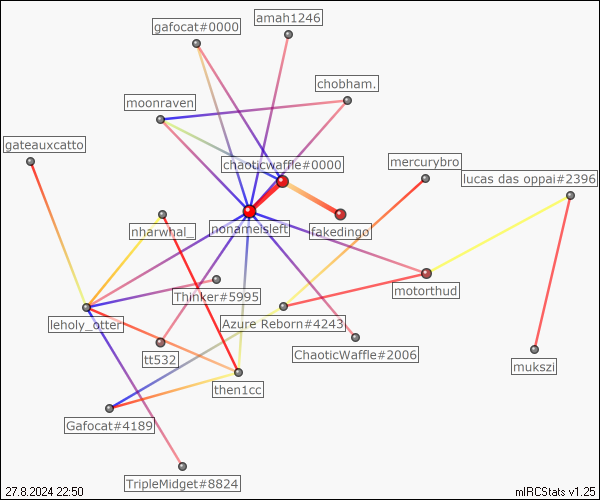 amah1246
gafocat#0000
chobham.
moonraven
gateauxcatto
chaoticwaffle#0000
mercurybro
lucas das oppai#2396
nharwhal_
nonameisleft
fakedingo
motorthud
Thinker#5995
leholy_otter
Azure Reborn#4243
tt532
ChaoticWaffle#2006
mukszi
then1cc
Gafocat#4189
TripleMidget#8824
27.8.2024 22:50
mIRCStats v1.25